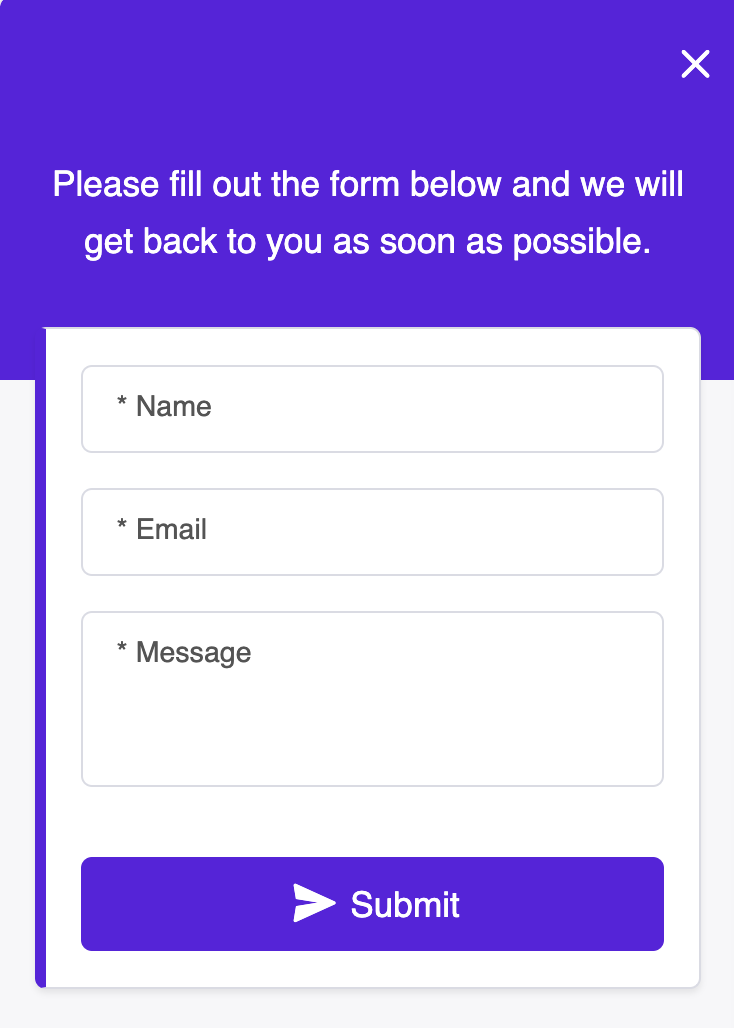 Please fill out the form below and we will
get back to you as soon as possible.
* Name
* Email
* Message
Submit